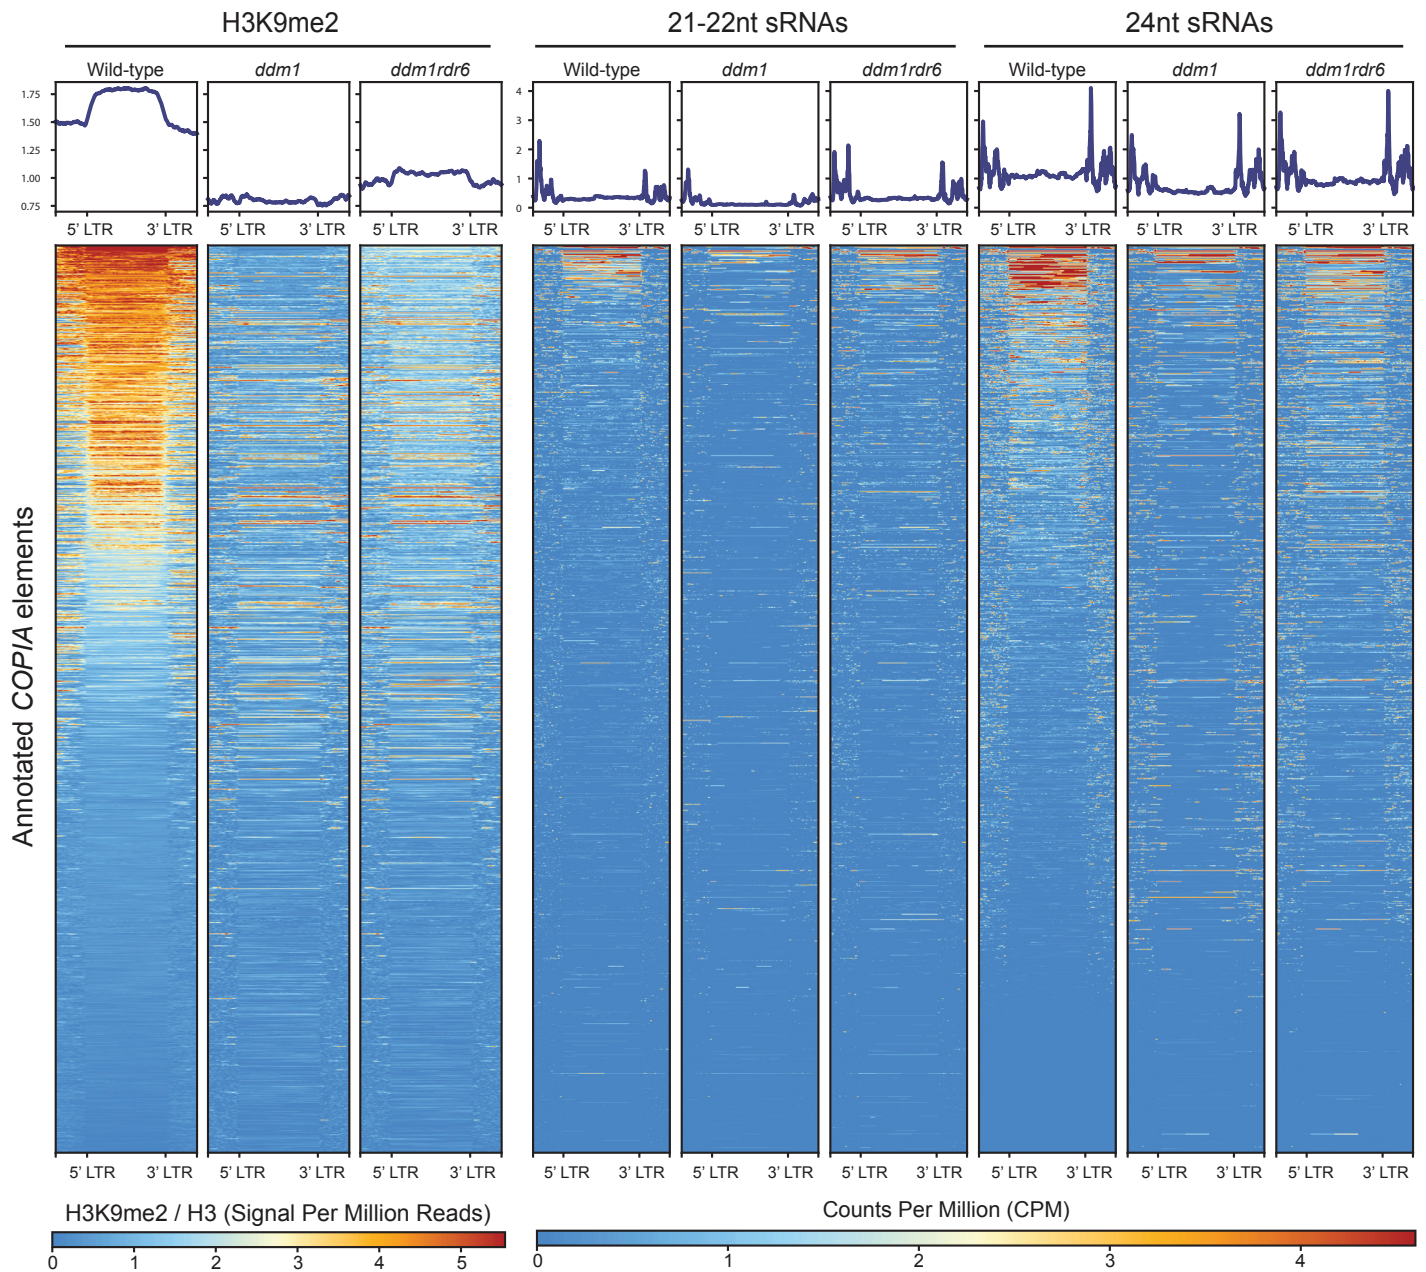 H3K9me2 21-22nt sRNAs 24nt sRNAs
Wild-type ddm1 ddm1rdr6 Wild-type ddm1 ddm1rdr6 Wild-type ddm1 ddm1rdr6
1.75
1.50
1.25
1.00
0.75
4
3
2
1
0
5' LTR 3' LTR 5' LTR 3' LTR 5' LTR 3' LTR 5' LTR 3' LTR 5' LTR 3' LTR 5' LTR 3' LTR 5' LTR 3' LTR 5' LTR 3' LTR 5' LTR 3' LTR
Annotated COPIA elements
5' LTR 3' LTR 5' LTR 3' LTR 5' LTR 3' LTR 5' LTR 3' LTR 5' LTR 3' LTR 5' LTR 3' LTR 5' LTR 3' LTR 5' LTR 3' LTR 5' LTR 3' LTR
H3K9me2 / H3 (Signal Per Million Reads)
0 1 2 3 4 5
Counts Per Million (CPM)
0 1 2 3 4